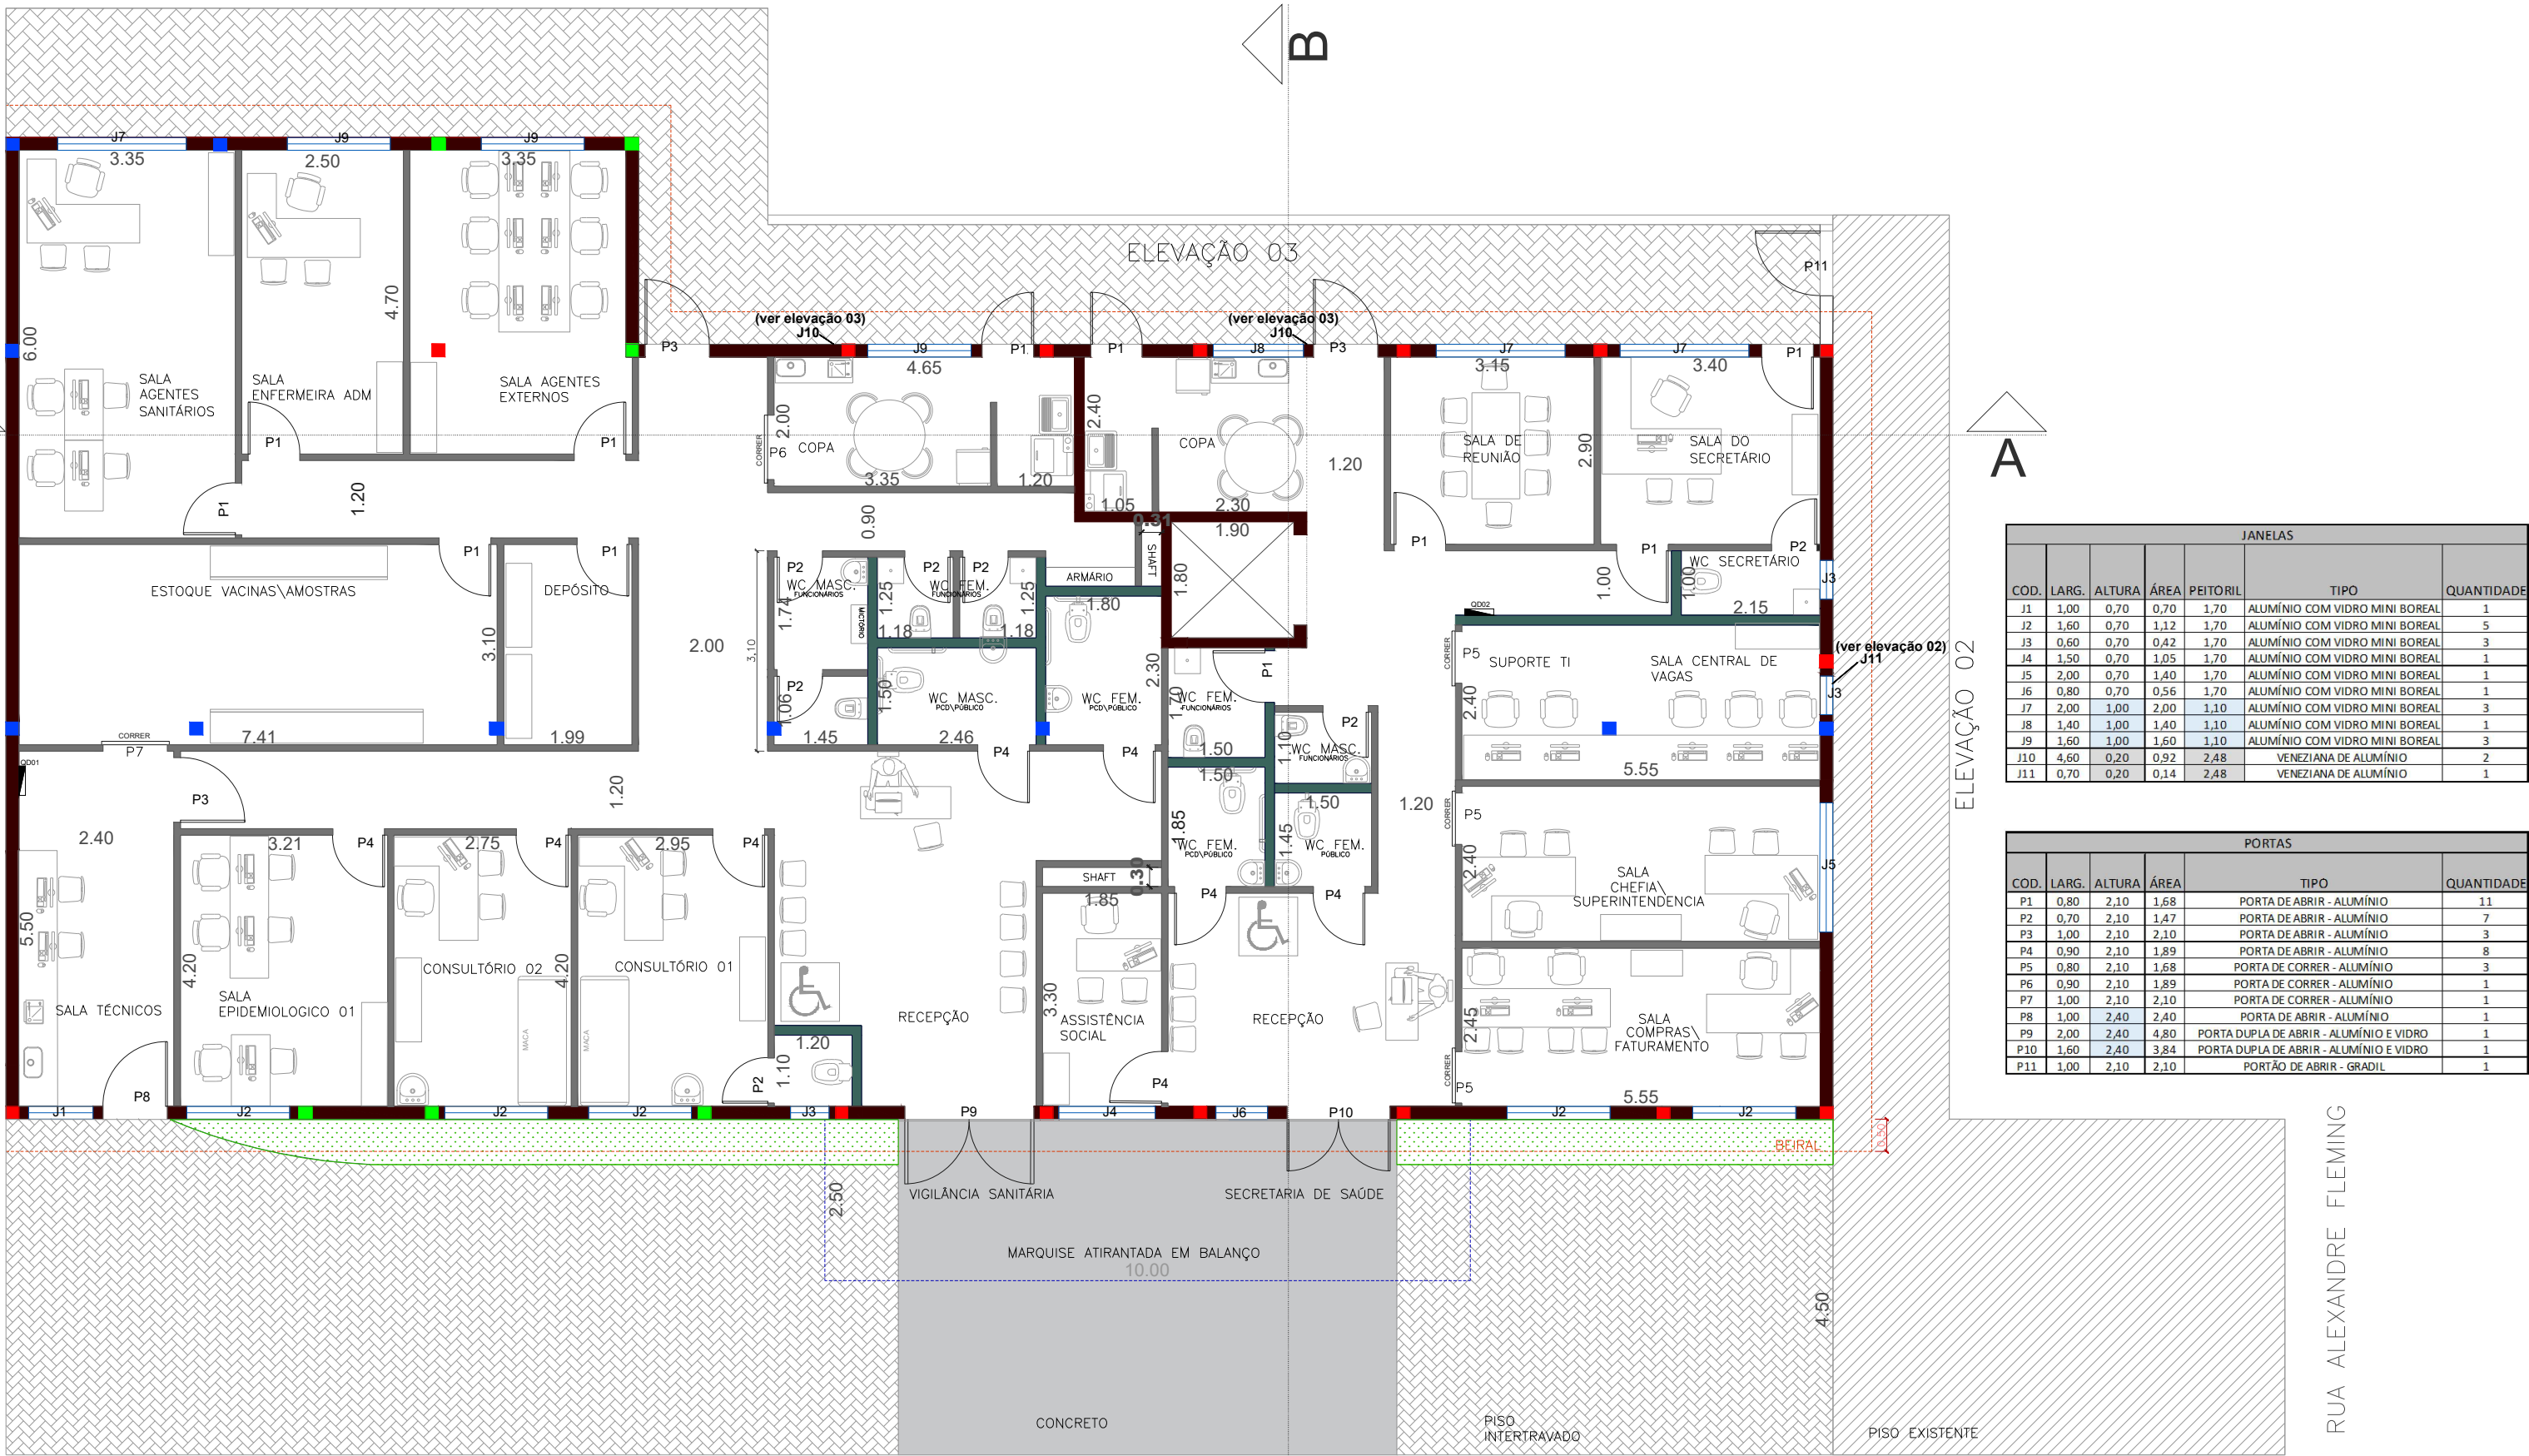 B
ELEVAÇÃO 03
P11
J7
J9
J9
3.35
2.50
3.35
4.70
6.00
SALA
AGENTES
SANITÁRIOS
SALA
ENFERMEIRA ADM
SALA AGENTES
EXTERNOS
P1
P1
P1
1.20
P3
(ver elevação 03)
J10
J9
P1
P1
(ver elevação 03)
J10
J8
P3
J7
J7
P1
4.65
2.00
CORRER
P6
COPA
3.35
1.20
2.40
COPA
1.05
2.30
1.20
3.15
SALA DE
REUNIÃO
2.90
3.40
SALA DO
SECRETÁRIO
A
0.90
0.31
1.90
SHAFT
1.80
ARMÁRIO
P1
P1
P2
WC SECRETÁRIO
1.00
1.00
2.15
J3
P1
P1
ESTOQUE VACINAS\AMOSTRAS
DEPÓSITO
3.10
7.41
1.99
CORRER
P7
2.00
3.10
P2
WC MASC.
FUNCIONÁRIOS
1.74
MICTÓRIO
1.25
P2
WC FEM.
FUNCIONÁRIOS
P2
1.25
1.18
1.18
P2
1.06
1.45
1.50
WC MASC.
PCD\PÚBLICO
2.46
1.80
2.30
WC FEM.
PCD\PÚBLICO
P4
P4
P1
1.70
WC FEM.
FUNCIONÁRIOS
1.50
P2
1.10
WC MASC.
FUNCIONÁRIOS
1.50
1.85
WC FEM.
PCD\PÚBLICO
1.50
1.45
WC FEM.
PÚBLICO
P4
P4
1.20
QD02
CORRER
P5
SUPORTE TI
SALA CENTRAL DE
VAGAS
2.40
5.55
(ver elevação 02)
J11
J3
ELEVAÇÃO 02
CORRER
P5
2.40
SALA
CHEFIA\
SUPERINTENDENCIA
J5
2.45
SALA
COMPRAS\
FATURAMENTO
CORRER
P5
5.55
QD01
P3
1.20
2.40
5.50
SALA TÉCNICOS
P8
3.21
P4
4.20
SALA
EPIDEMIOLOGICO 01
2.75
P4
CONSULTÓRIO 02
4.20
MACA
2.95
P4
CONSULTÓRIO 01
MACA
P2
1.20
1.10
RECEPÇÃO
SHAFT
0.30
1.85
3.30
ASSISTÊNCIA
SOCIAL
P4
RECEPÇÃO
J1
J2
J2
J2
J3
P9
J4
J6
P10
J2
J2
BEIRAL
0.50
VIGILÂNCIA SANITÁRIA
SECRETARIA DE SAÚDE
2.50
MARQUISE ATIRANTADA EM BALANÇO
10.00
4.50
CONCRETO
PISO
INTERTRAVADO
PISO EXISTENTE
RUA ALEXANDRE FLEMING
JANELAS
COD. LARG. ALTURA ÁREA PEITORIL TIPO QUANTIDADE
J1 1,00 0,70 0,70 1,70 ALUMÍNIO COM VIDRO MINI BOREAL 1
J2 1,60 0,70 1,12 1,70 ALUMÍNIO COM VIDRO MINI BOREAL 5
J3 0,60 0,70 0,42 1,70 ALUMÍNIO COM VIDRO MINI BOREAL 3
J4 1,50 0,70 1,05 1,70 ALUMÍNIO COM VIDRO MINI BOREAL 1
J5 2,00 0,70 1,40 1,70 ALUMÍNIO COM VIDRO MINI BOREAL 1
J6 0,80 0,70 0,56 1,70 ALUMÍNIO COM VIDRO MINI BOREAL 1
J7 2,00 1,00 2,00 1,10 ALUMÍNIO COM VIDRO MINI BOREAL 3
J8 1,40 1,00 1,40 1,10 ALUMÍNIO COM VIDRO MINI BOREAL 1
J9 1,60 1,00 1,60 1,10 ALUMÍNIO COM VIDRO MINI BOREAL 3
J10 4,60 0,20 0,92 2,48 VENEZIANA DE ALUMÍNIO 2
J11 0,70 0,20 0,14 2,48 VENEZIANA DE ALUMÍNIO 1
PORTAS
COD. LARG. ALTURA ÁREA TIPO QUANTIDADE
P1 0,80 2,10 1,68 PORTA DE ABRIR - ALUMÍNIO 11
P2 0,70 2,10 1,47 PORTA DE ABRIR - ALUMÍNIO 7
P3 1,00 2,10 2,10 PORTA DE ABRIR - ALUMÍNIO 3
P4 0,90 2,10 1,89 PORTA DE ABRIR - ALUMÍNIO 8
P5 0,80 2,10 1,68 PORTA DE CORRER - ALUMÍNIO 3
P6 0,90 2,10 1,89 PORTA DE CORRER - ALUMÍNIO 1
P7 1,00 2,10 2,10 PORTA DE CORRER - ALUMÍNIO 1
P8 1,00 2,40 2,40 PORTA DE ABRIR - ALUMÍNIO 1
P9 2,00 2,40 4,80 PORTA DUPLA DE ABRIR - ALUMÍNIO E VIDRO 1
P10 1,60 2,40 3,84 PORTA DUPLA DE ABRIR - ALUMÍNIO E VIDRO 1
P11 1,00 2,10 2,10 PORTÃO DE ABRIR - GRADIL 1